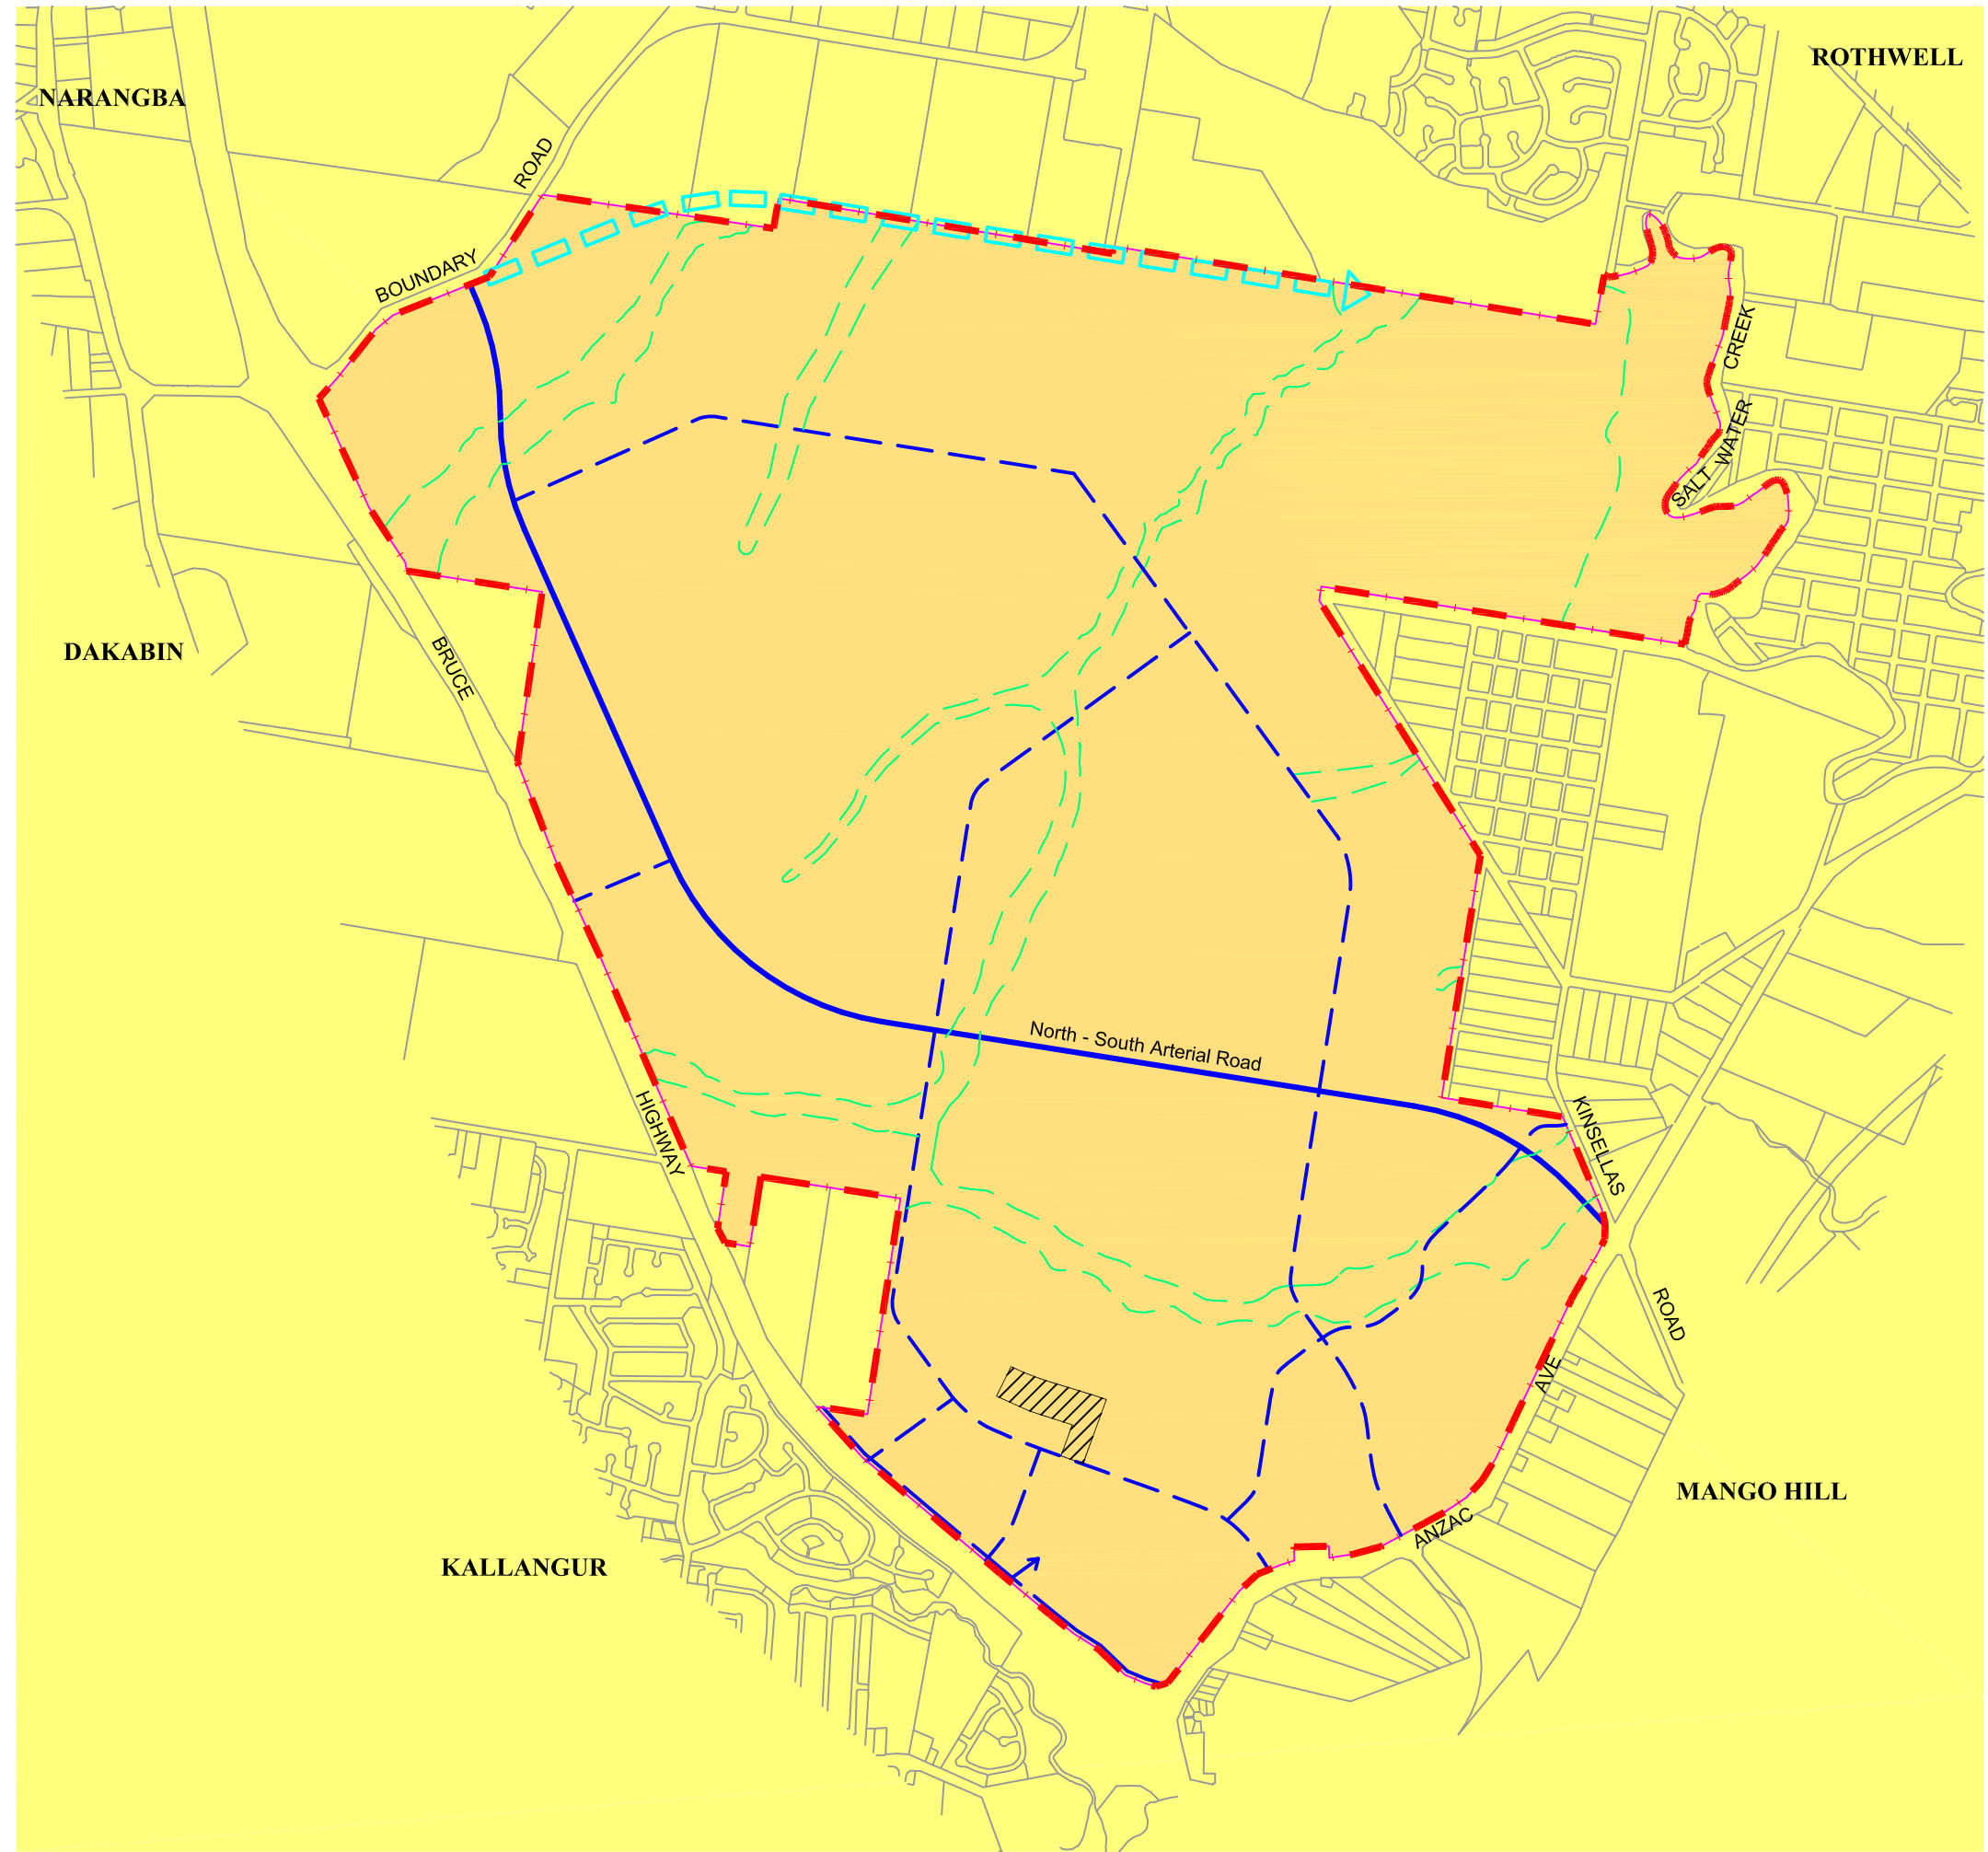 ROTHWELL
NARANGBA
ROAD
BOUNDARY
CREEK
SALT WATER
DAKABIN
BRUCE
North - South Arterial Road
HIGHWAY
KINSELLAS
ROAD
AVE
MANGO HILL
ANZAC
KALLANGUR